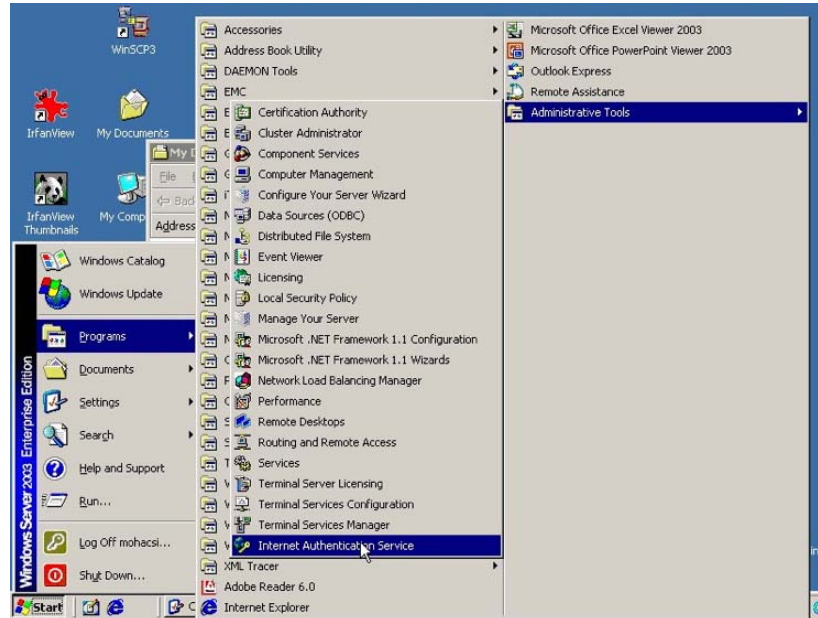 WinSCP3
IrfanView
My Documents
IrfanView
Thumbnails
My Comp
My D
File
Back
Address
Windows Catalog
Windows Update
Programs
Documents
Settings
Search
Help and Support
Run...
Log Off mohacsi...
Shut Down...
Windows Server 2003 Enterprise Edition
Start
Accessories
Address Book Utility
DAEMON Tools
EMC
XML Tracer
Adobe Reader 6.0
Internet Explorer
Certification Authority
Cluster Administrator
Component Services
Computer Management
Configure Your Server Wizard
Data Sources (ODBC)
Distributed File System
Event Viewer
Licensing
Local Security Policy
Manage Your Server
Microsoft .NET Framework 1.1 Configuration
Microsoft .NET Framework 1.1 Wizards
Network Load Balancing Manager
Performance
Remote Desktops
Routing and Remote Access
Services
Terminal Server Licensing
Terminal Services Configuration
Terminal Services Manager
Internet Authentication Service
Microsoft Office Excel Viewer 2003
Microsoft Office PowerPoint Viewer 2003
Outlook Express
Remote Assistance
Administrative Tools